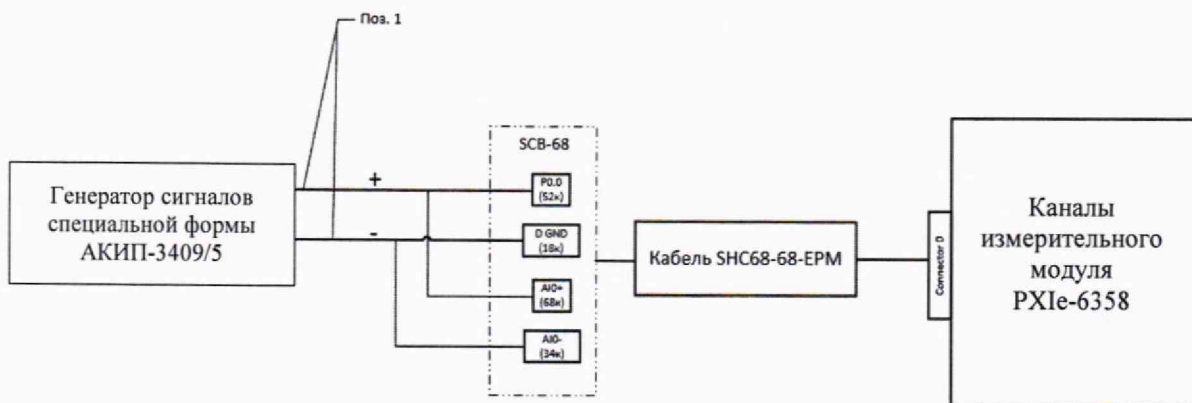 Поз. 1
SCB-68
Генератор сигналов
специальной формы
АКИП-3409/5
+
-
P0.0
(52к)
D GND
(18к)
AI0+
(68к)
AI0-
(34к)
Кабель SHC68-68-EPM
Connector 0
Каналы
измерительного
модуля
PXIe-6358